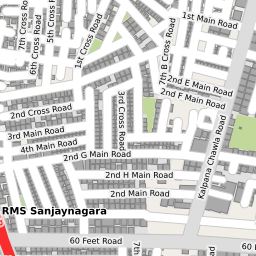 7th Cross Road
6th Cross Road
5th Cross Road
1st Cross Road
1st Main Road
7th B Cross Road
2nd E Main Road
2nd F Main Road
2nd Cross Road
3rd Main Road
4th Main Road
3rd Cross Road
2nd G Main Road
Kalpana Chawla Road
2nd H Main Road
2nd Main Road
RMS Sanjaynagara
60 Feet Road
60 Feet